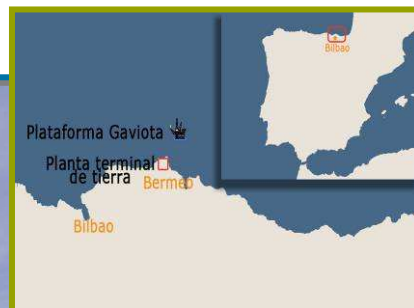 Bilbao
Plataforma Gaviota
Planta terminal
de tierra
Bermeo
Bilbao